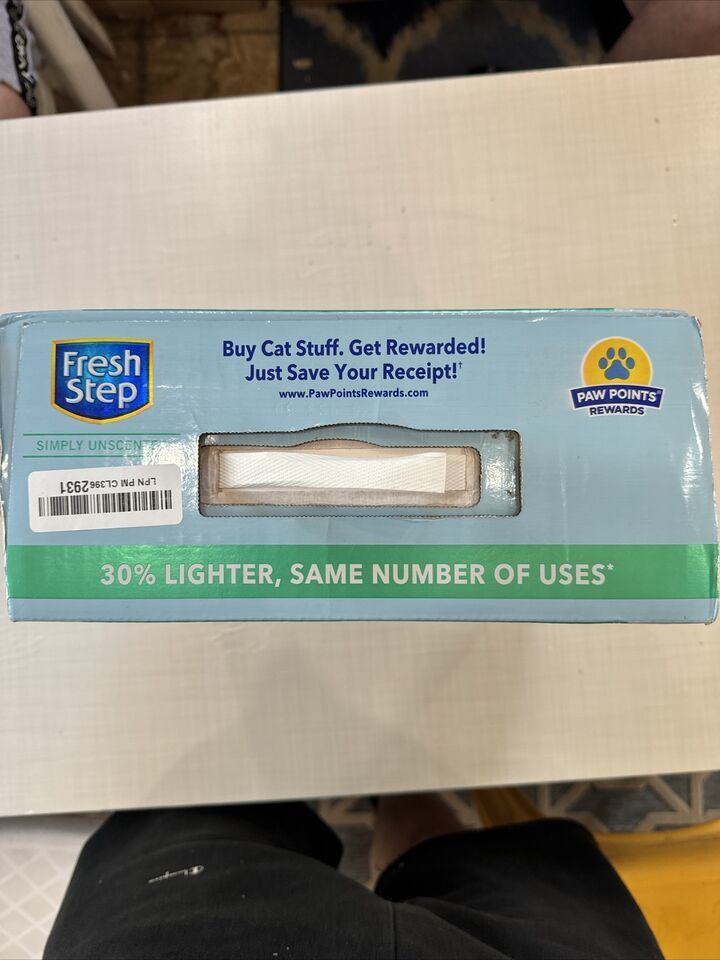 Fresh
Step
Buy Cat Stuff. Get Rewarded!
Just Save Your Receipt!†
www.PawPointsRewards.com
PAW POINTS®
REWARDS
SIMPLY UNSCENTE
LPN PM CL3962931
30% LIGHTER, SAME NUMBER OF USES*
Champion